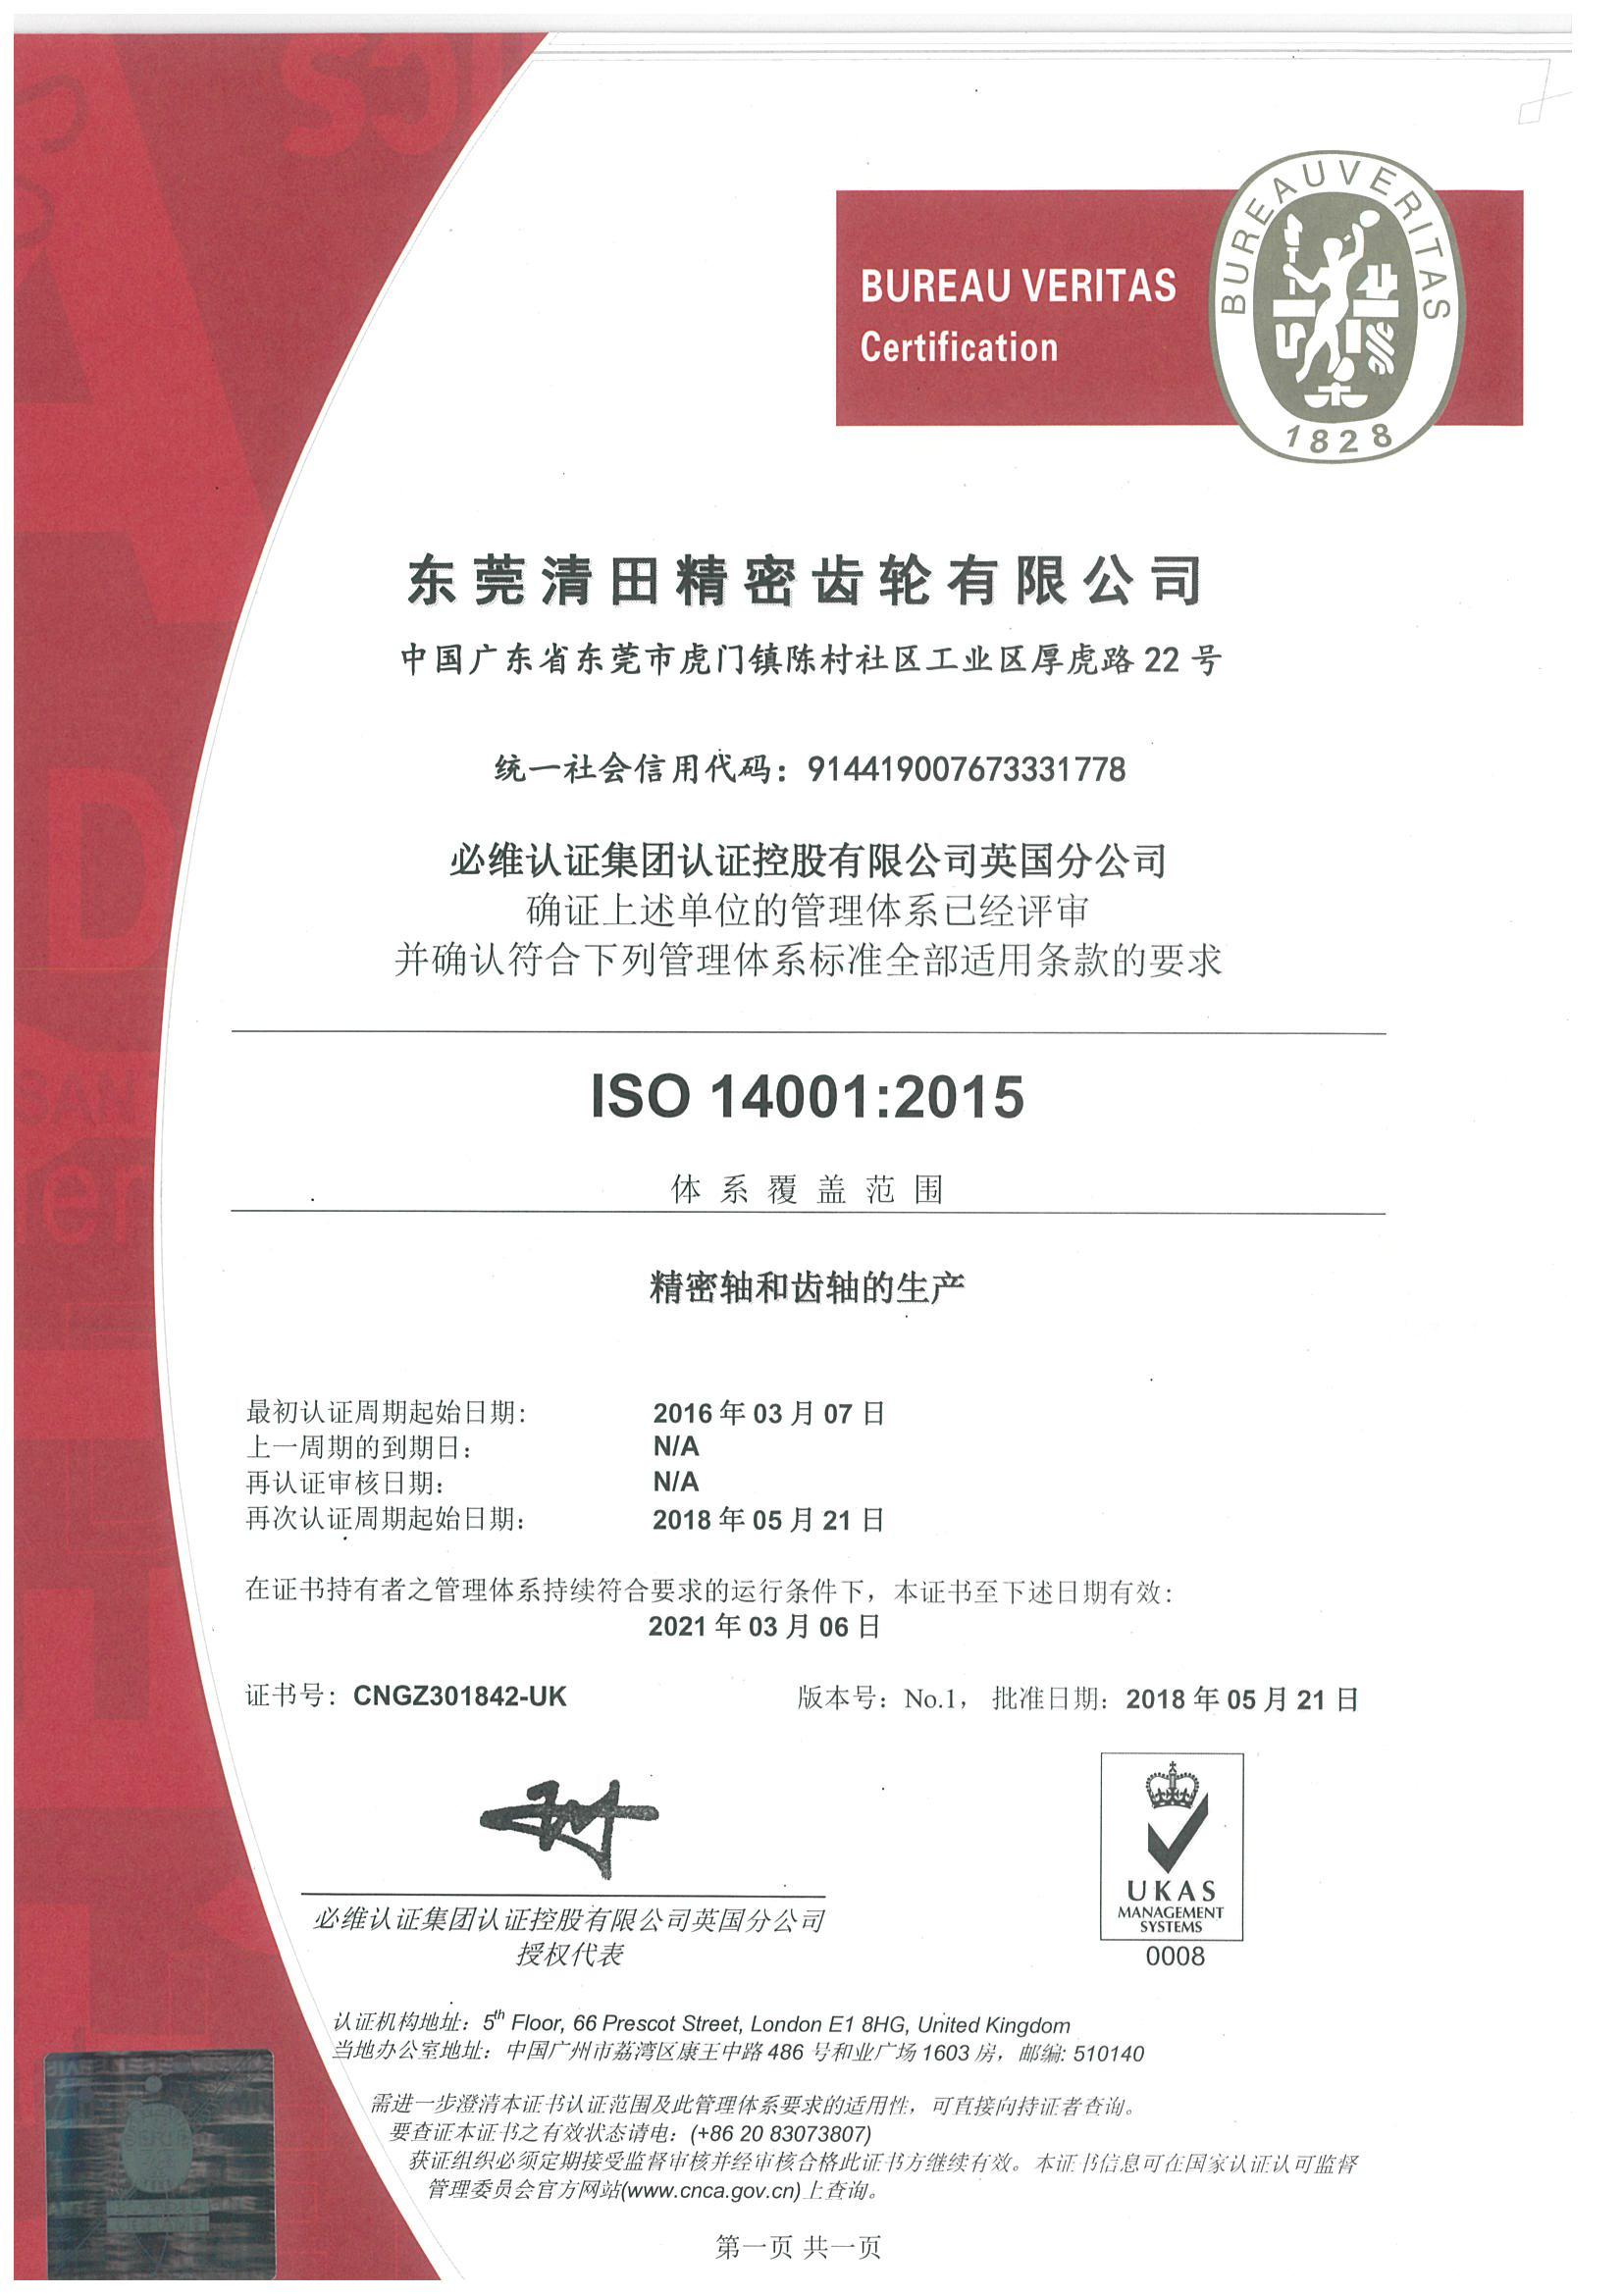 BUREAU VERITAS
Certification
BUREAU VERITAS
1828
东莞清田精密齿轮有限公司
中国广东省东莞市虎门镇陈村社区工业区厚虎路 22 号
统一社会信用代码：914419007673331778
必维认证集团认证控股有限公司英国分公司
确证上述单位的管理体系已经评审
并确认符合下列管理体系标准全部适用条款的要求
ISO 14001:2015
体系覆盖范围
精密轴和齿轴的生产
最初认证周期起始日期: 2016 年 03 月 07 日
上一周期的到期日: N/A
再认证审核日期: N/A
再次认证周期起始日期: 2018 年 05 月 21 日
在证书持有者之管理体系持续符合要求的运行条件下，本证书至下述日期有效:
2021 年 03 月 06 日
证书号：CNGZ301842-UK 版本号：No.1， 批准日期：2018 年 05 月 21 日
UKAS
MANAGEMENT
SYSTEMS
0008
必维认证集团认证控股有限公司英国分公司
授权代表
认证机构地址：5th Floor, 66 Prescot Street, London E1 8HG, United Kingdom
当地办公室地址：中国广州市荔湾区康王中路 486 号和业广场 1603 房，邮编: 510140
需进一步澄清本证书认证范围及此管理体系要求的适用性，可直接向持证者查询。
要查证本证书之有效状态请电：(+86 20 83073807)
获证组织必须定期接受监督审核并经审核合格此证书方继续有效。本证书信息可在国家认证认可监督
管理委员会官方网站(www.cnca.gov.cn)上查询。
第一页 共一页